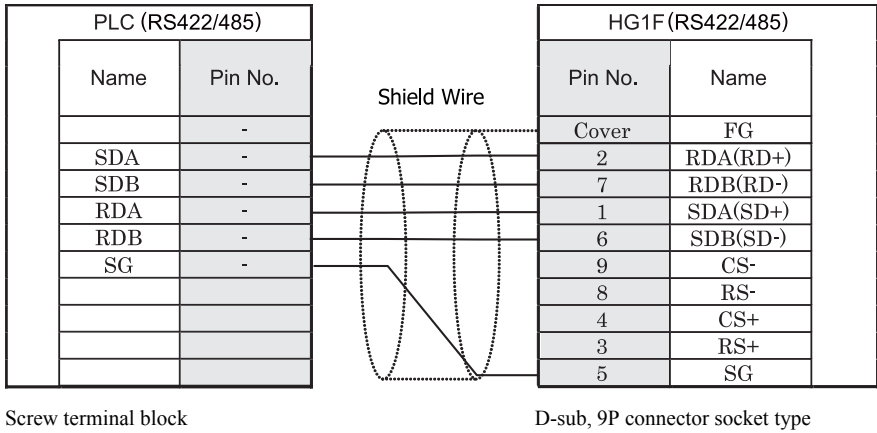 PLC (RS422/485) HG1F (RS422/485)
Name Pin No. Shield Wire Pin No. Name
- Cover FG
SDA - 2 RDA(RD+)
SDB - 7 RDB(RD-)
RDA - 1 SDA(SD+)
RDB - 6 SDB(SD-)
SG - 9 CS-
8 RS-
4 CS+
3 RS+
5 SG
Screw terminal block D-sub, 9P connector socket type